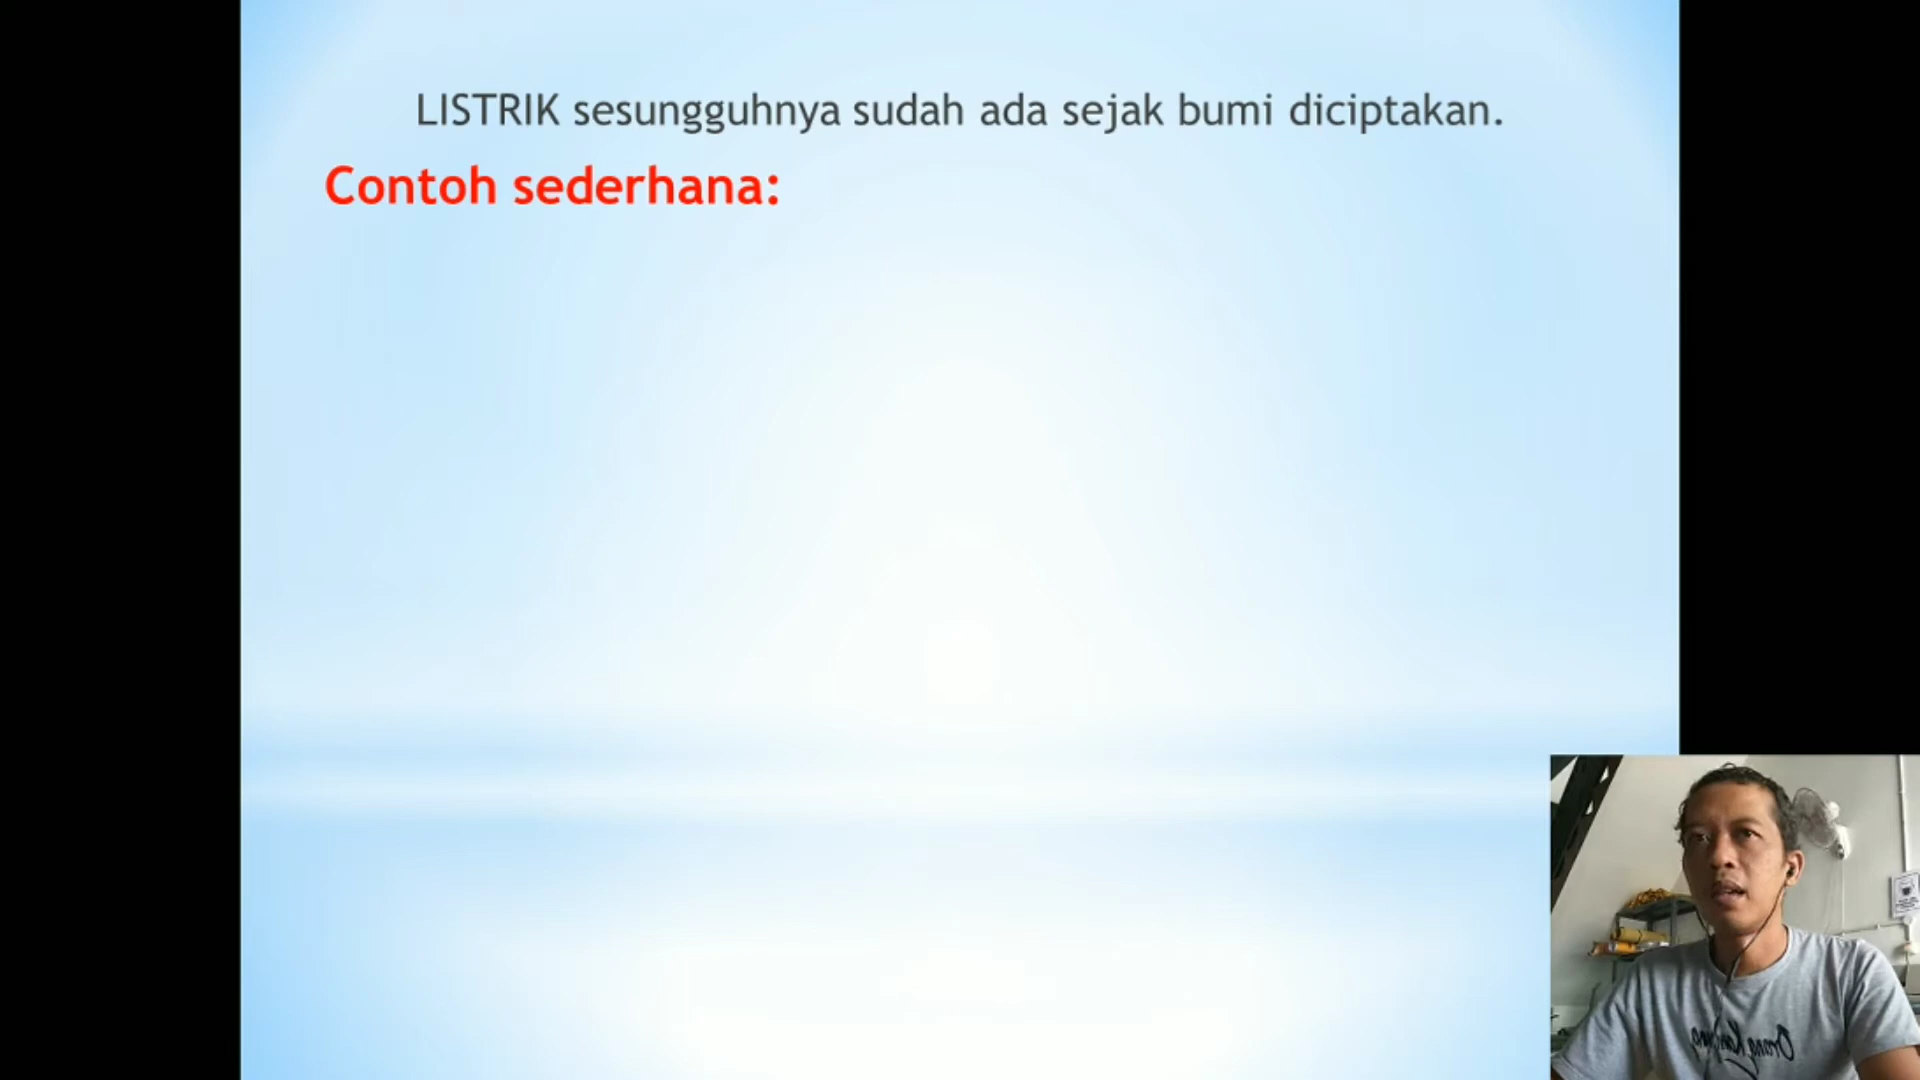 LISTRIK sesungguhnya sudah ada sejak bumi diciptakan.
Contoh sederhana: